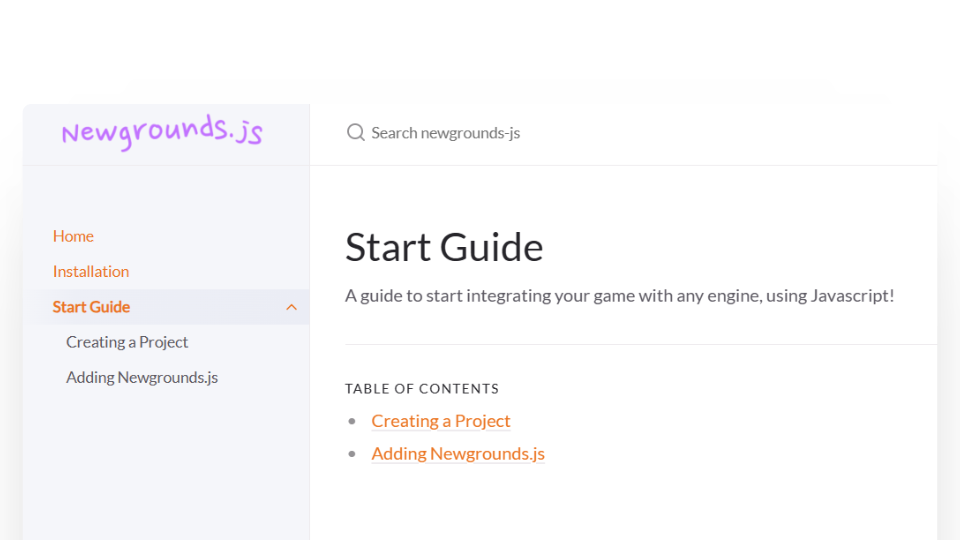 Newgrounds.js
Search newgrounds-js
Home
Installation
Start Guide
Creating a Project
Adding Newgrounds.js
Start Guide
A guide to start integrating your game with any engine, using Javascript!
TABLE OF CONTENTS
Creating a Project
Adding Newgrounds.js